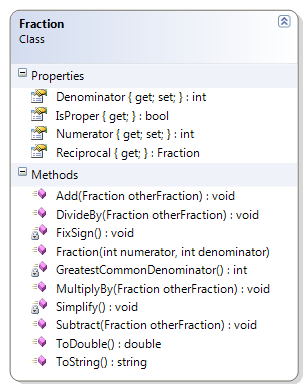 Fraction
Class
Properties
Denominator { get; set; } : int
IsProper { get; } : bool
Numerator { get; set; } : int
Reciprocal { get; } : Fraction
Methods
Add(Fraction otherFraction) : void
DivideBy(Fraction otherFraction) : void
FixSign() : void
Fraction(int numerator, int denominator)
GreatestCommonDenominator() : int
MultiplyBy(Fraction otherFraction) : void
Simplify() : void
Subtract(Fraction otherFraction) : void
ToDouble() : double
ToString() : string